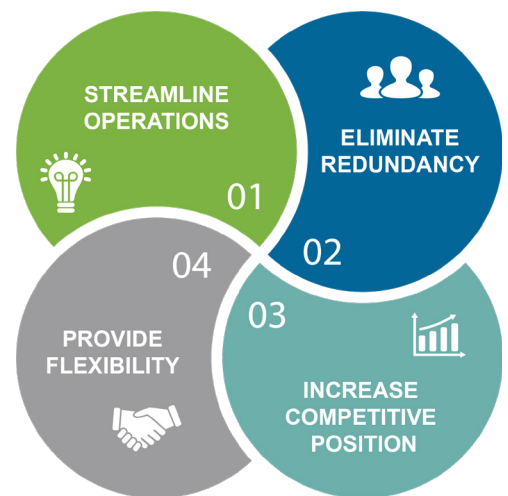 STREAMLINE
OPERATIONS
01
ELIMINATE
REDUNDANCY
02
03
INCREASE
COMPETITIVE
POSITION
04
PROVIDE
FLEXIBILITY